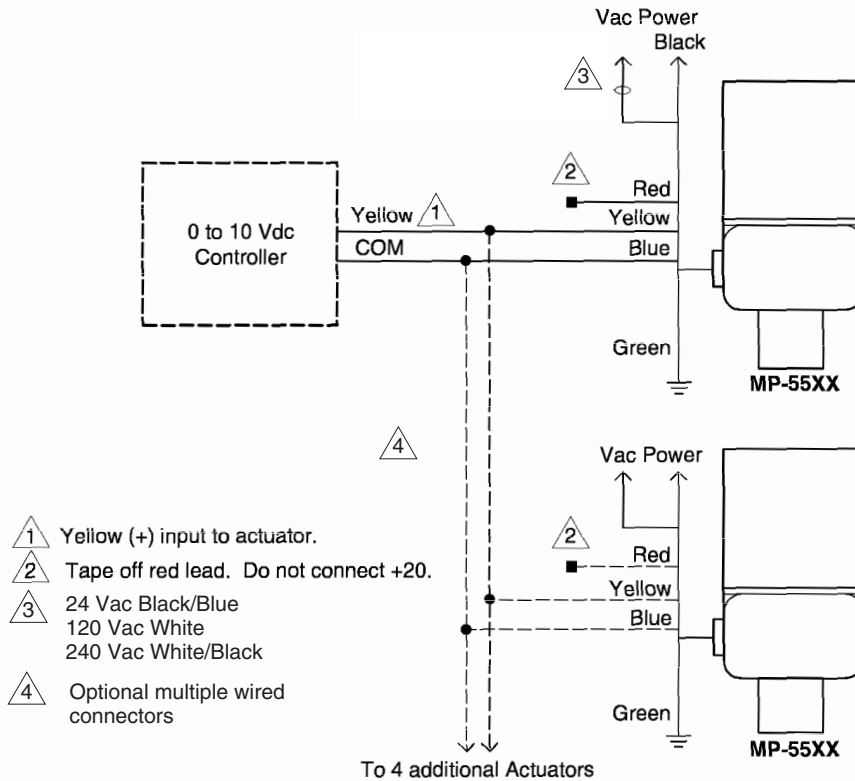 Vac Power
Black
3
2
Red
Yellow
1
Yellow
0 to 10 Vdc
Controller
COM
Blue
Green
MP-55XX
4
Vac Power
2
Red
Yellow
Blue
Green
MP-55XX
To 4 additional Actuators
1 Yellow (+) input to actuator.
2 Tape off red lead. Do not connect +20.
3 24 Vac Black/Blue
120 Vac White
240 Vac White/Black
4 Optional multiple wired
connectors